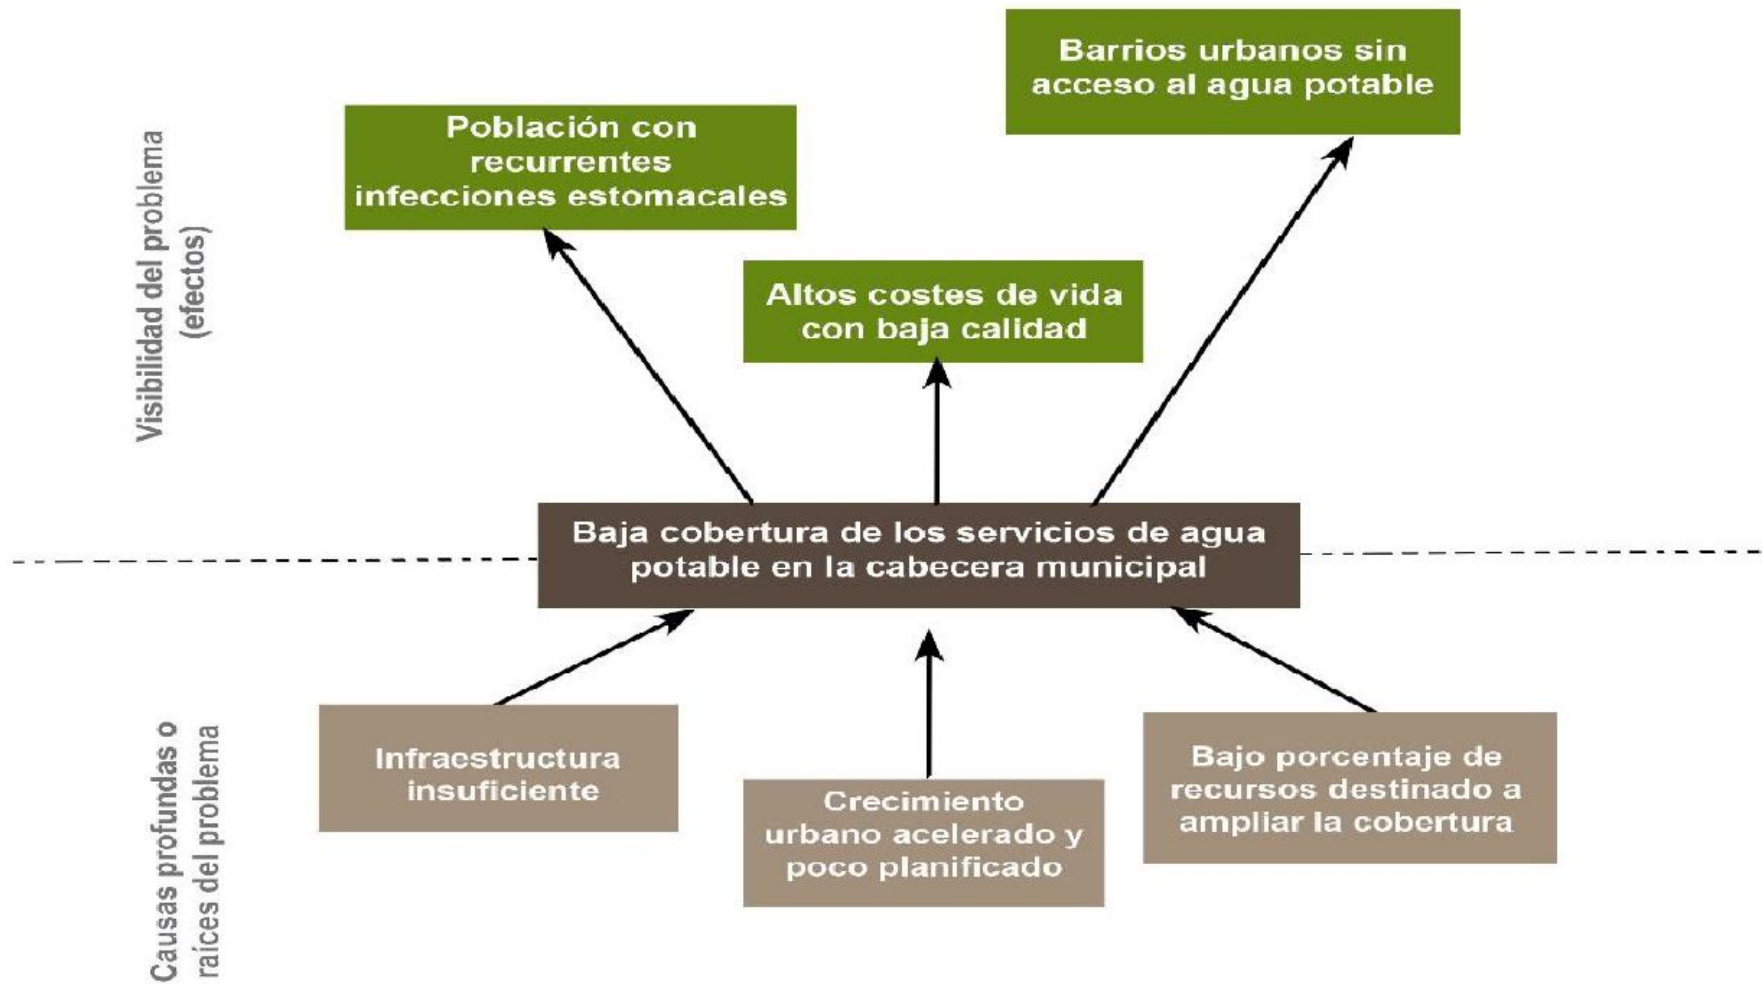 Barrios urbanos sin
acceso al agua potable
Población con
recurrentes
infecciones estomacales
Altos costes de vida
con baja calidad
Visibilidad del problema
(efectos)
Baja cobertura de los servicios de agua
potable en la cabecera municipal
Infraestructura
insuficiente
Crecimiento
urbano acelerado y
poco planificado
Bajo porcentaje de
recursos destinado a
ampliar la cobertura
Causas profundas o
raíces del problema